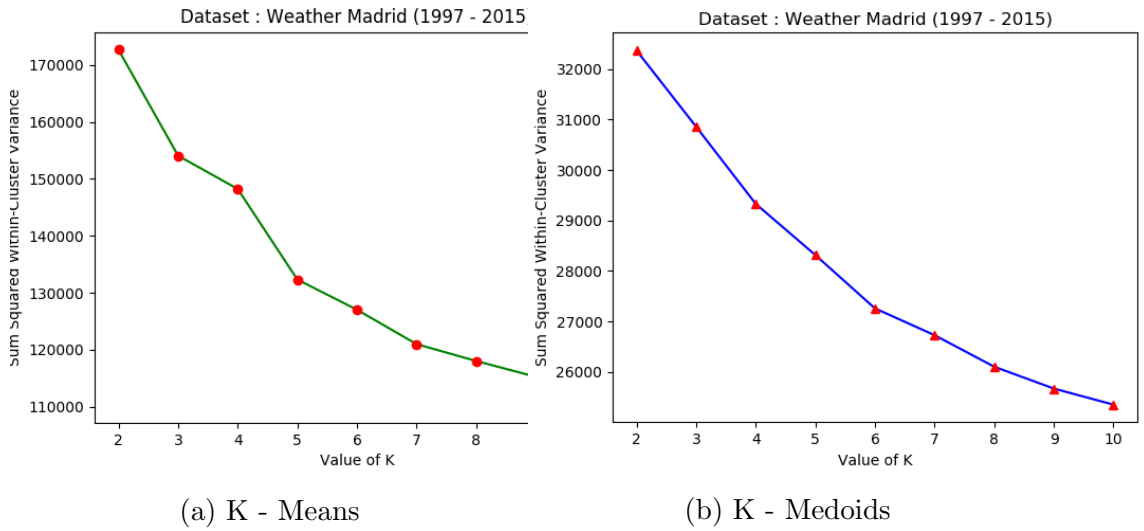 Dataset : Weather Madrid (1997 - 2015)
170000
160000
150000
140000
130000
120000
110000
Sum Squared Within-Cluster Variance
2 3 4 5 6 7 8
Value of K
(a) K - Means
Dataset : Weather Madrid (1997 - 2015)
32000
31000
30000
29000
28000
27000
26000
Sum Squared Within-Cluster Variance
2 3 4 5 6 7 8 9 10
Value of K
(b) K - Medoids